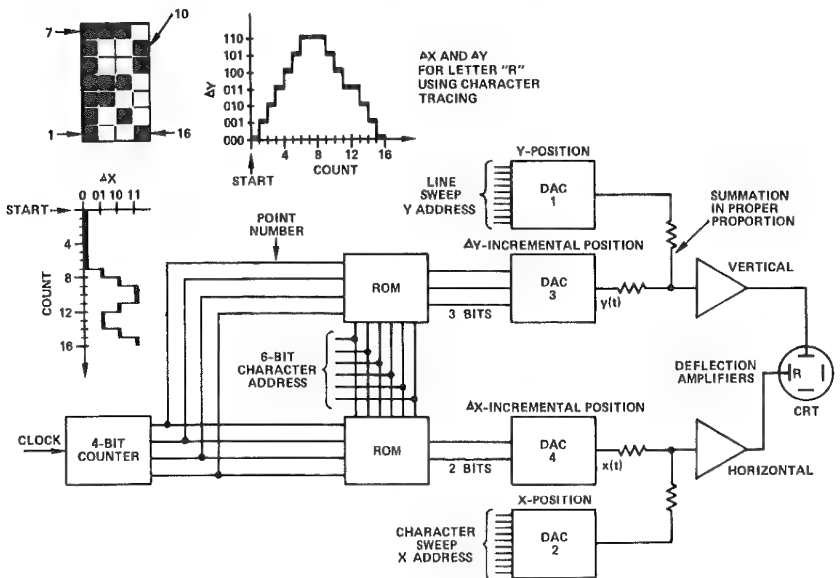 7
10
1
16
ΔY
110
101
100
011
010
001
000
4
8
12
16
COUNT
START
ΔX AND ΔY
FOR LETTER "R"
USING CHARACTER
TRACING
ΔX
0 01 10 11
START
4
8
12
16
COUNT
POINT
NUMBER
LINE
SWEEP
Y ADDRESS
Y-POSITION
DAC
1
SUMMATION
IN PROPER
PROPORTION
ROM
3 BITS
ΔY-INCREMENTAL POSITION
DAC
3
y(t)
VERTICAL
6-BIT
CHARACTER
ADDRESS
DEFLECTION
AMPLIFIERS
R
CRT
CLOCK
4-BIT
COUNTER
ROM
2 BITS
ΔX-INCREMENTAL POSITION
DAC
4
x(t)
HORIZONTAL
X-POSITION
CHARACTER
SWEEP
X ADDRESS
DAC
2